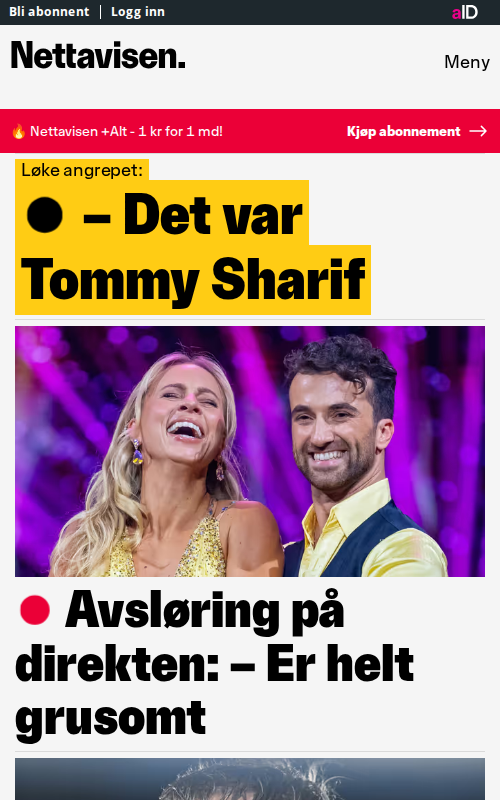 Bli abonnent | Logg inn
aID
Nettavisen.
Meny
🔥 Nettavisen +Alt - 1 kr for 1 md!
Kjøp abonnement →
Løke angrepet:
● – Det var
Tommy Sharif
● Avsløring på
direkten: – Er helt
grusomt